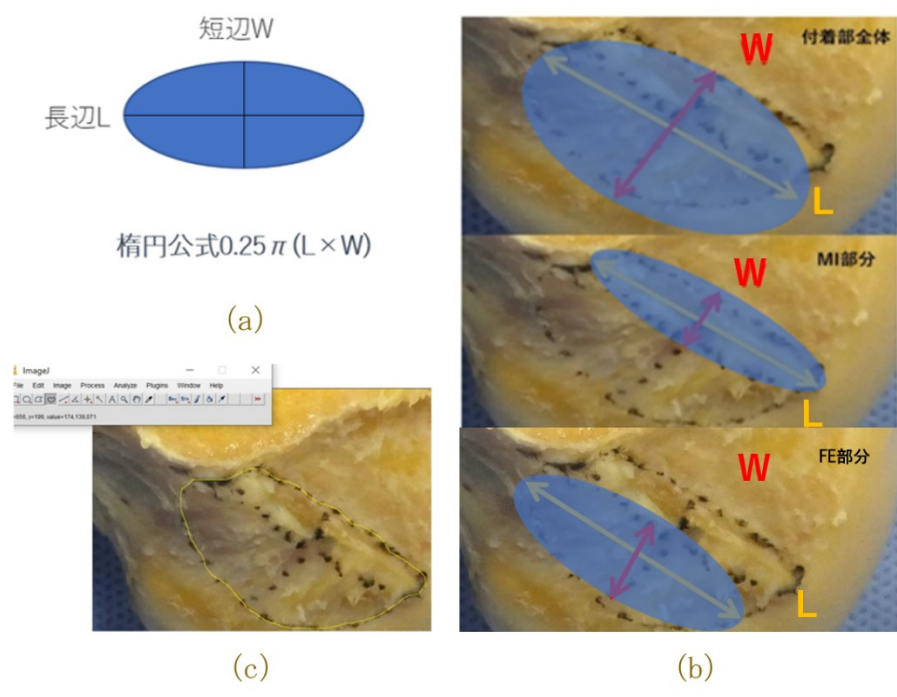 短辺W
長辺L
楕円公式0.25π(L×W)
(a)
付着部全体
W
L
MI部分
W
L
FE部分
W
L
(b)
ImageJ
File Edit Image Process Analyze Plugins Window Help
(c)